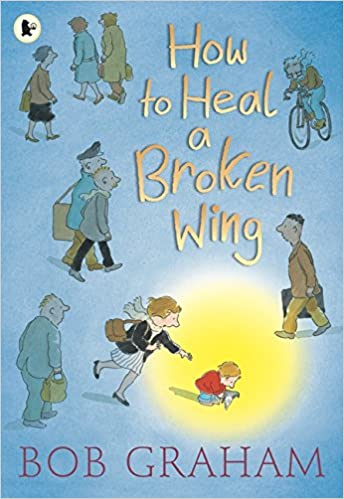 How
to Heal
a
Broken
Wing
BOB GRAHAM